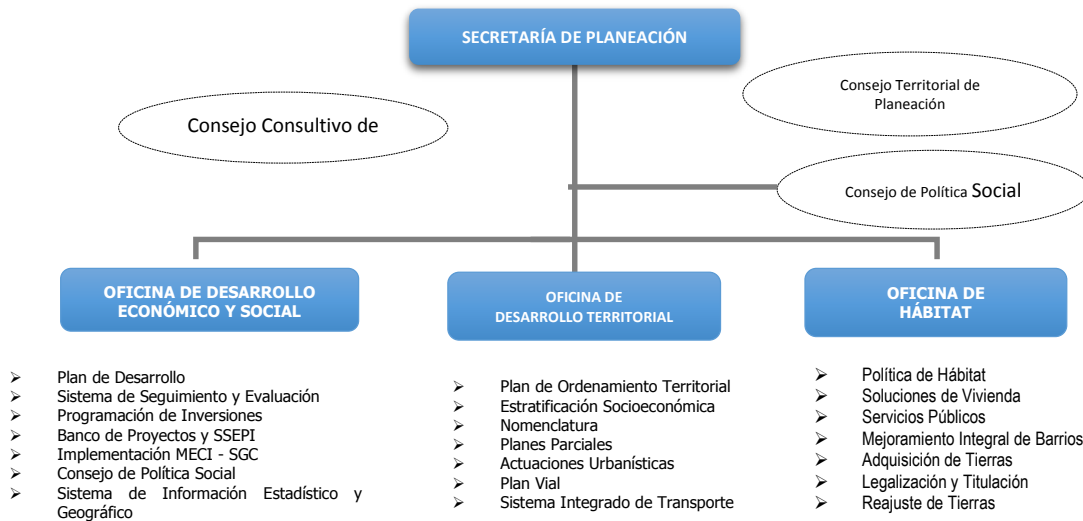 SECRETARÍA DE PLANEACIÓN
Consejo Territorial de
Planeación
Consejo Consultivo de
Consejo de Política Social
OFICINA DE DESARROLLO
ECONÓMICO Y SOCIAL
OFICINA DE
DESARROLLO TERRITORIAL
OFICINA DE
HÁBITAT
➢ Plan de Desarrollo
➢ Sistema de Seguimiento y Evaluación
➢ Programación de Inversiones
➢ Banco de Proyectos y SSEPI
➢ Implementación MECI - SGC
➢ Consejo de Política Social
➢ Sistema de Información Estadístico y
Geográfico
➢ Plan de Ordenamiento Territorial
➢ Estratificación Socioeconómica
➢ Nomenclatura
➢ Planes Parciales
➢ Actuaciones Urbanísticas
➢ Plan Vial
➢ Sistema Integrado de Transporte
➢ Política de Hábitat
➢ Soluciones de Vivienda
➢ Servicios Públicos
➢ Mejoramiento Integral de Barrios
➢ Adquisición de Tierras
➢ Legalización y Titulación
➢ Reajuste de Tierras